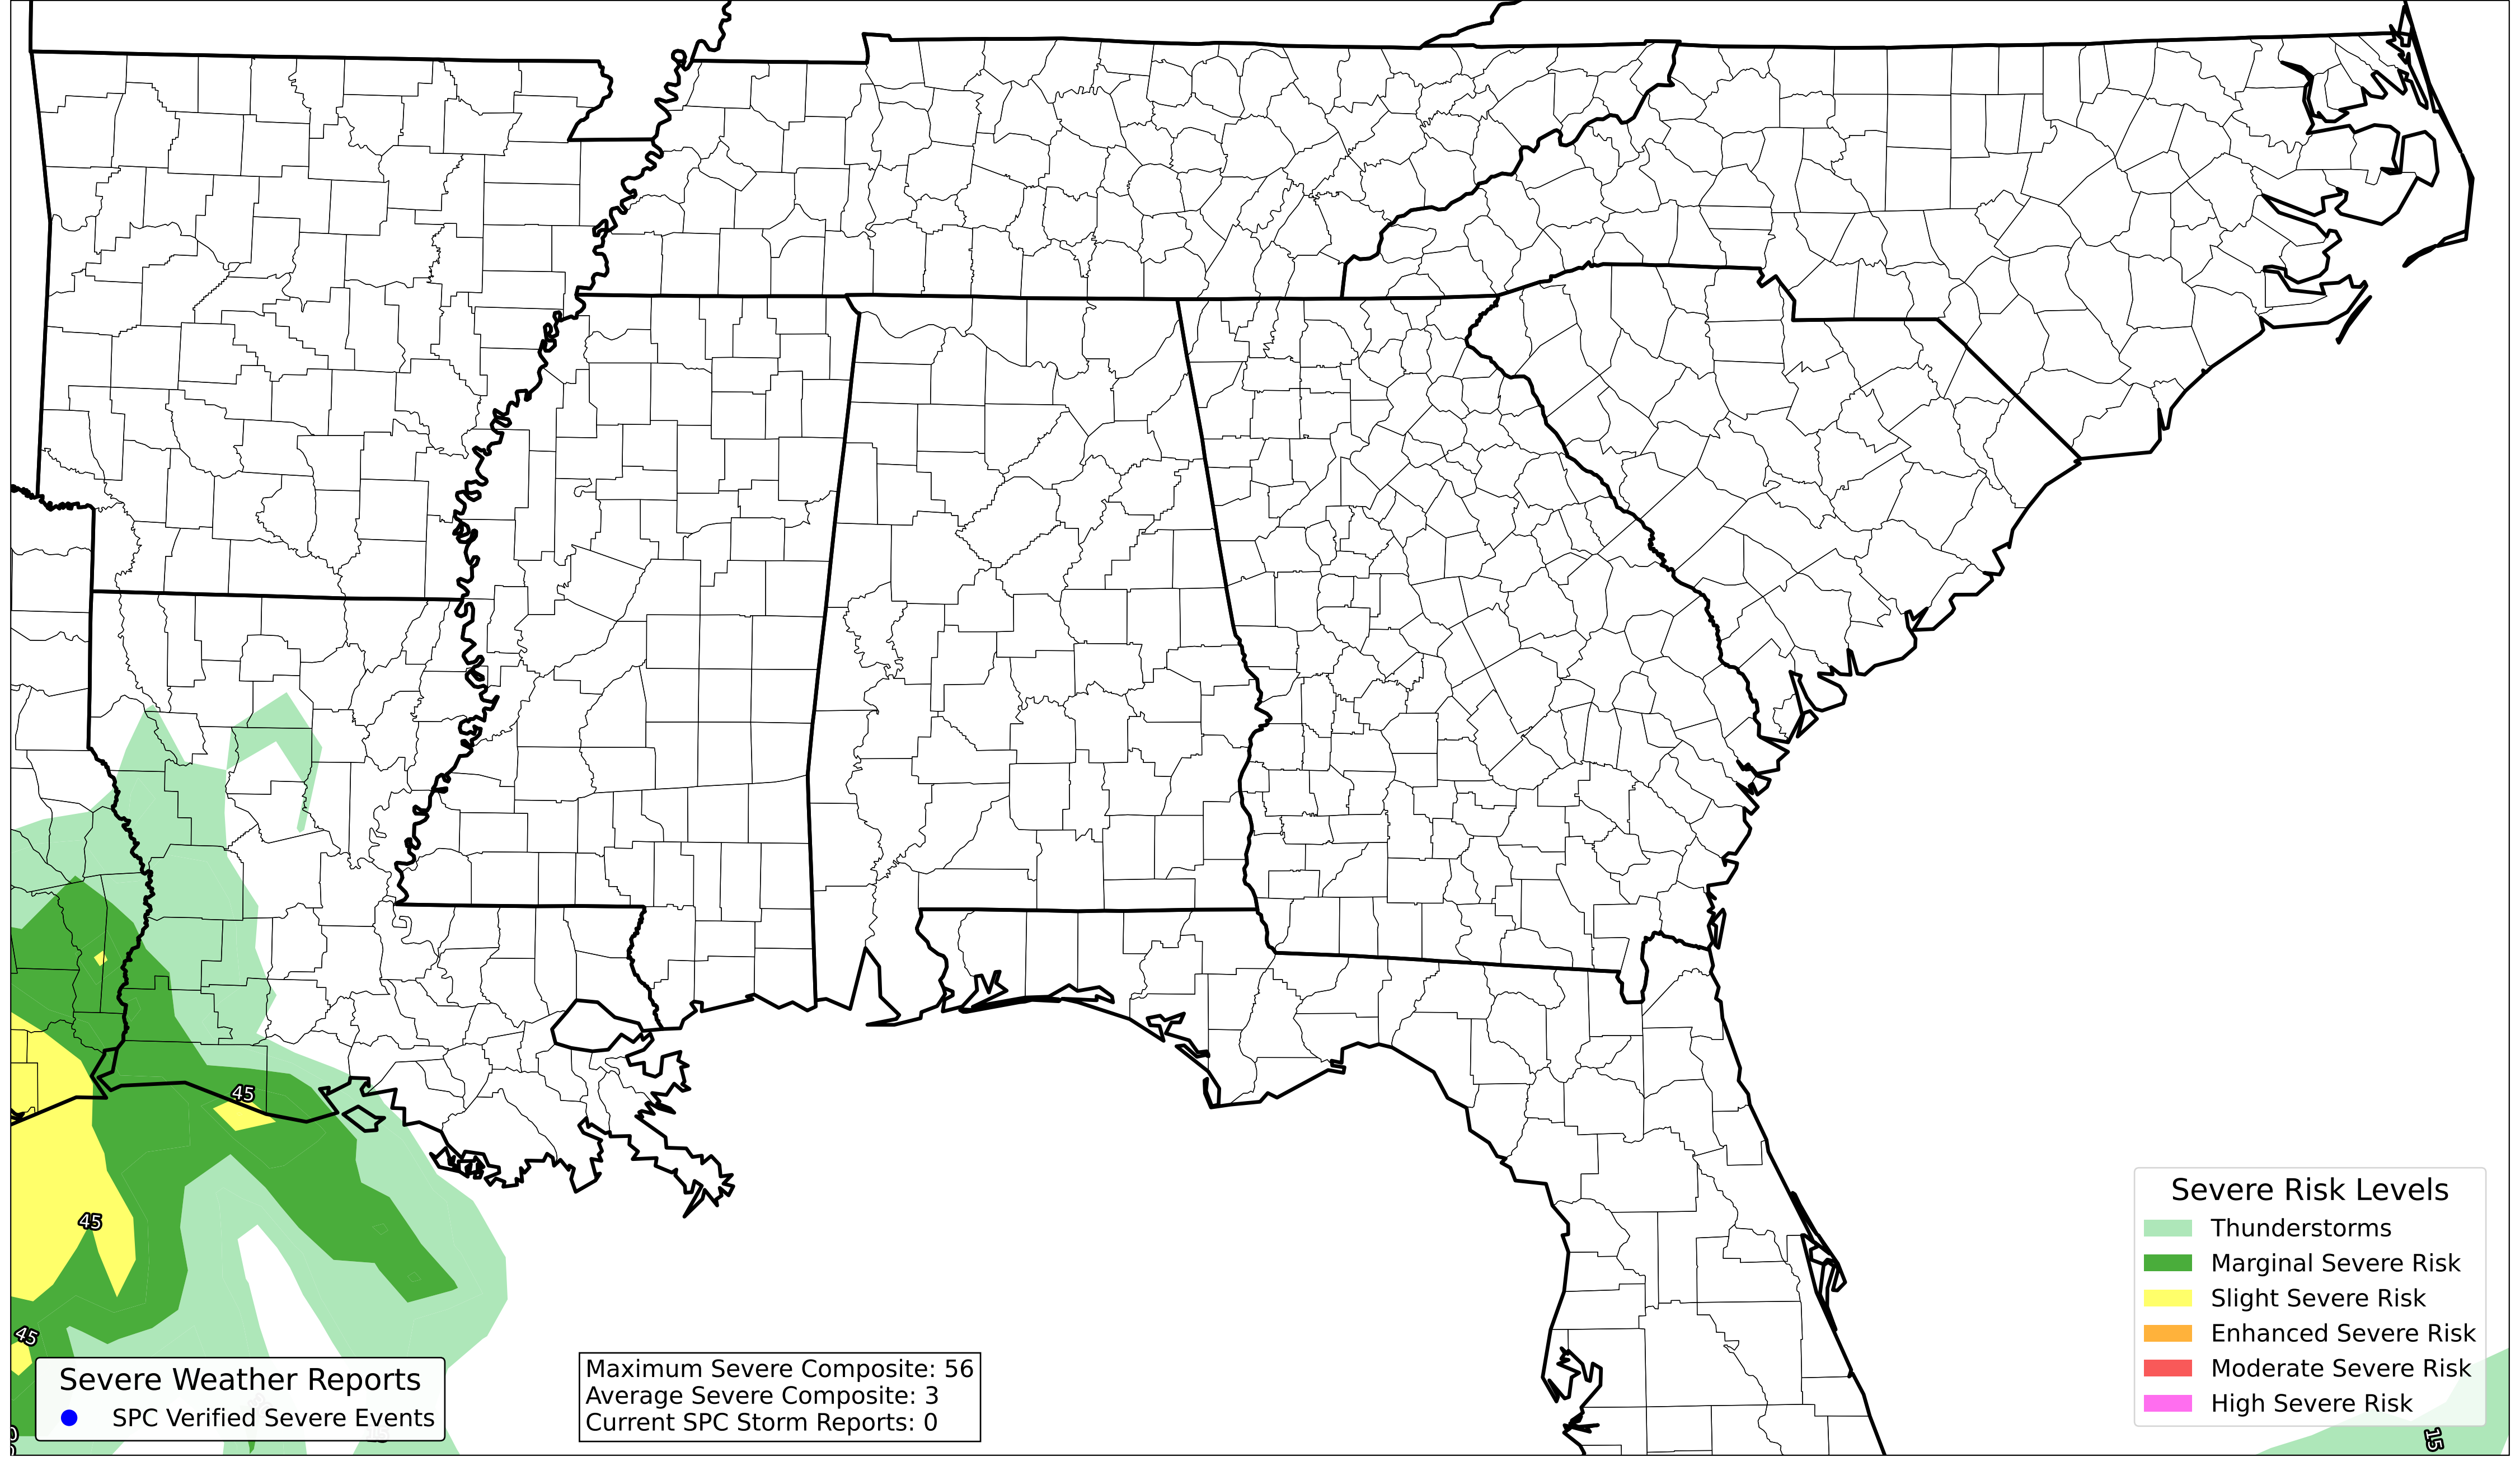 45
45
45
Severe Weather Reports
SPC Verified Severe Events
Maximum Severe Composite: 56
Average Severe Composite: 3
Current SPC Storm Reports: 0
Severe Risk Levels
Thunderstorms
Marginal Severe Risk
Slight Severe Risk
Enhanced Severe Risk
Moderate Severe Risk
High Severe Risk
15